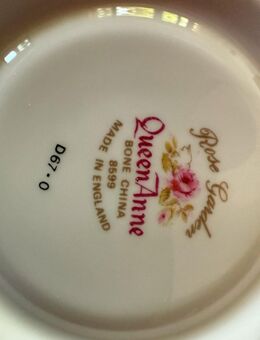 Rose Garden
Queen Anne
BONE CHINA
8599
MADE IN ENGLAND
D67·0